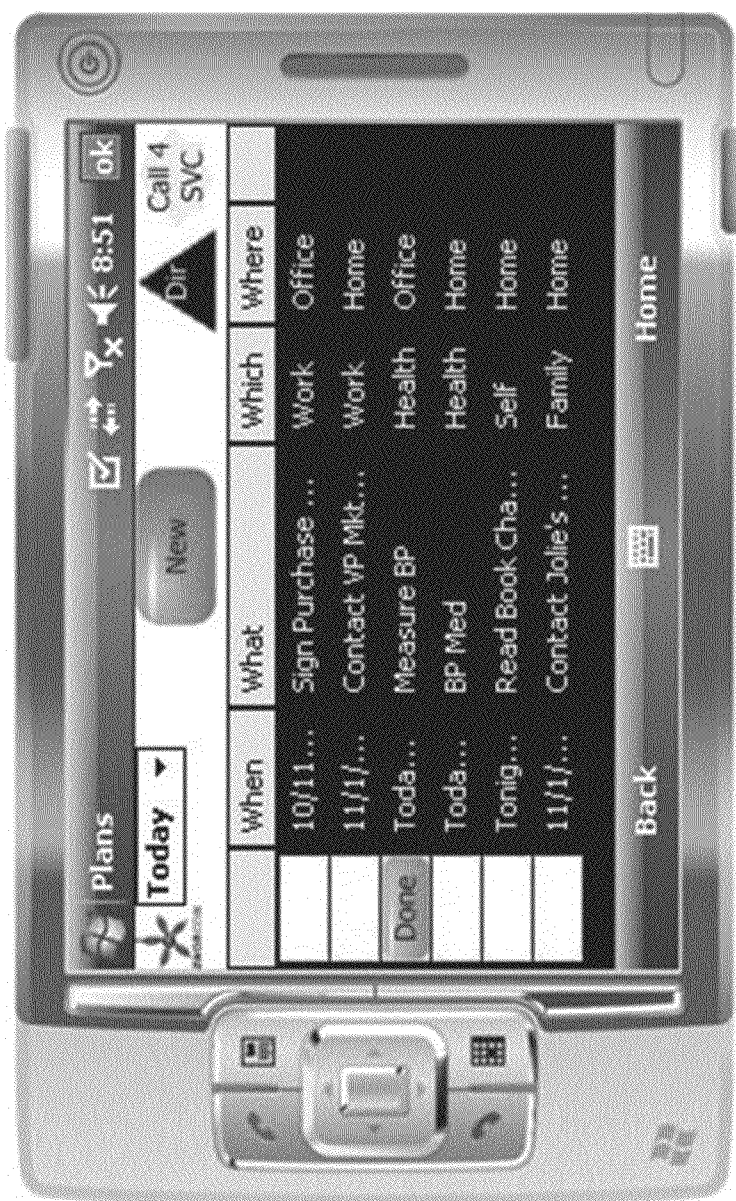 Plans 8:51 ok
Today New Dir Call 4 SVC
When What Which Where
10/11... Sign Purchase ... Work Office
11/1/... Contact VP Mkt... Work Home
Done Toda... Measure BP Health Office
Toda... BP Med Health Home
Tonig... Read Book Cha... Self Home
11/1/... Contact Jolie's ... Family Home
Back Home